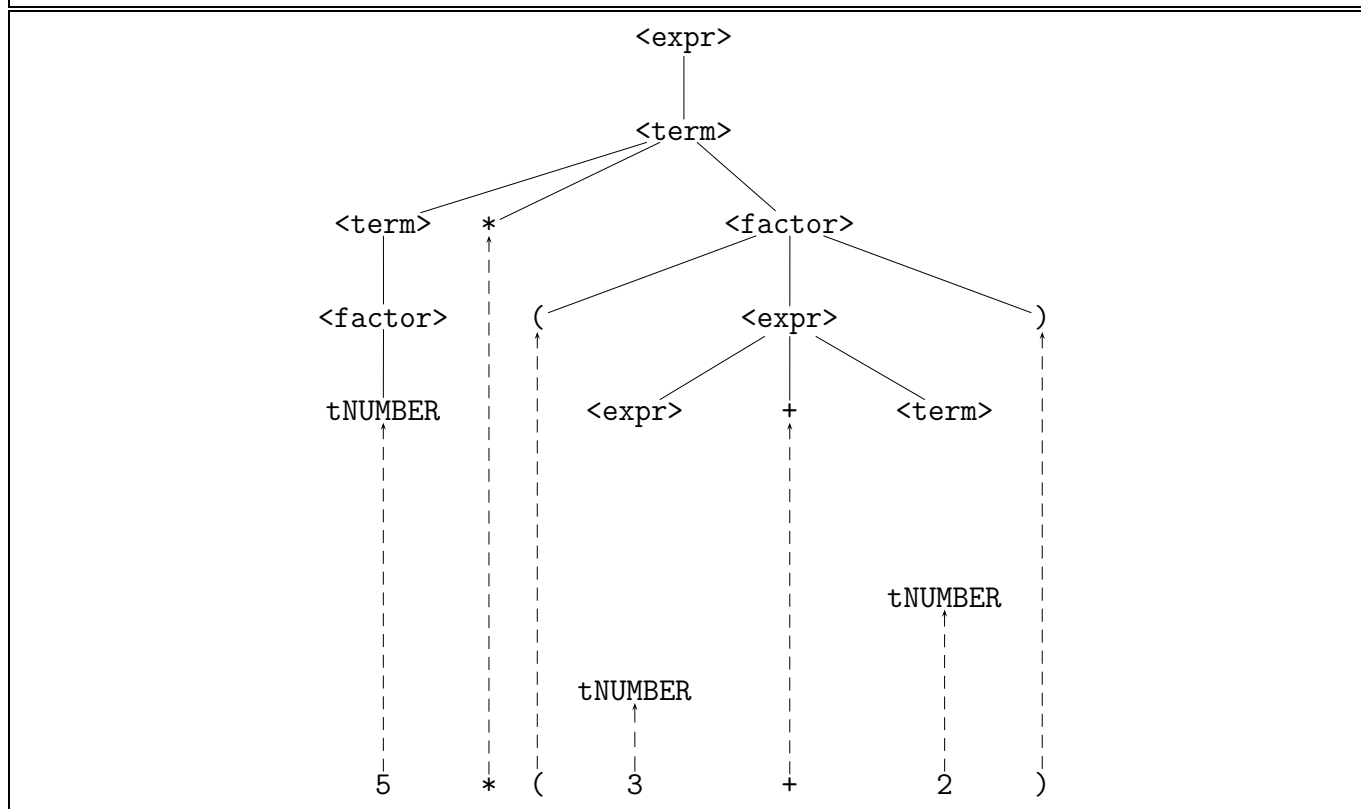 <expr>
<term>
<term> * <factor>
<factor> ( <expr> )
tNUMBER <expr> + <term>
tNUMBER
tNUMBER
5 * ( 3 + 2 )